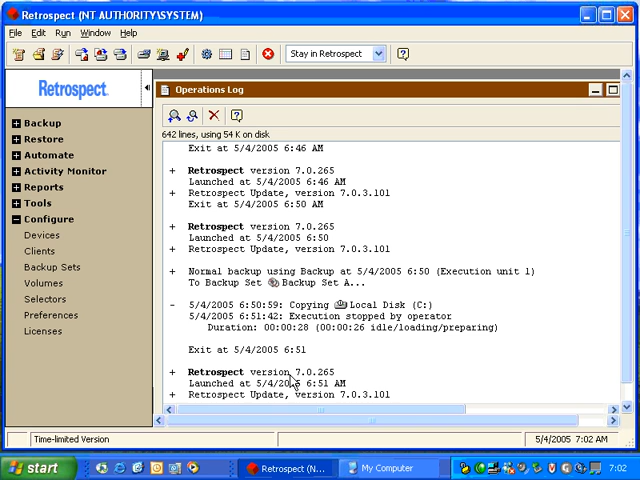 Retrospect (NT AUTHORITY\SYSTEM)
File Edit Run Window Help
Stay in Retrospect
Retrospect
Operations Log
Backup
Restore
Automate
Activity Monitor
Reports
Tools
Configure
Devices
Clients
Backup Sets
Volumes
Selectors
Preferences
Licenses
642 lines, using 54 K on disk
Exit at 5/4/2005 6:46 AM
+ Retrospect version 7.0.265
Launched at 5/4/2005 6:46 AM
+ Retrospect Update, version 7.0.3.101
Exit at 5/4/2005 6:50 AM
+ Retrospect version 7.0.265
Launched at 5/4/2005 6:50
+ Retrospect Update, version 7.0.3.101
+ Normal backup using Backup at 5/4/2005 6:50 (Execution unit 1)
To Backup Set Backup Set A...
- 5/4/2005 6:50:59: Copying Local Disk (C:)
5/4/2005 6:51:42: Execution stopped by operator
Duration: 00:00:28 (00:00:26 idle/loading/preparing)
Exit at 5/4/2005 6:51
+ Retrospect version 7.0.265
Launched at 5/4/2005 6:51 AM
+ Retrospect Update, version 7.0.3.101
Time-limited Version
5/4/2005 7:02 AM
start
Retrospect (N...
My Computer
7:02